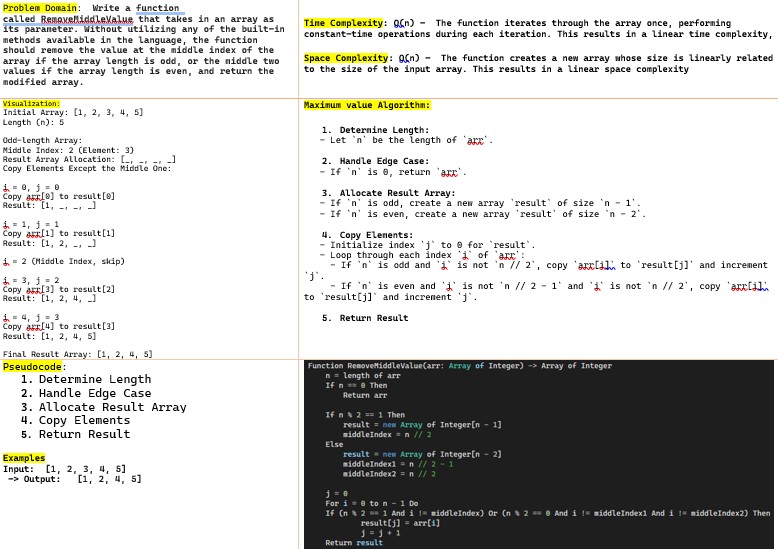 Problem Domain: Write a function
called RemoveMiddleValue that takes in an array as
its parameter. Without utilizing any of the built-in
methods available in the language, the function
should remove the value at the middle index of the
array if the array length is odd, or the middle two
values if the array length is even, and return the
modified array.
Time Complexity: O(n) - The function iterates through the array once, performing
constant-time operations during each iteration. This results in a linear time complexity,
Space Complexity: O(n) - The function creates a new array whose size is linearly related
to the size of the input array. This results in a linear space complexity
Visualization:
Initial Array: [1, 2, 3, 4, 5]
Length (n): 5
Odd-length Array:
Middle Index: 2 (Element: 3)
Result Array Allocation: [_, _, _, _]
Copy Elements Except the Middle One:
i = 0, j = 0
Copy arr[0] to result[0]
Result: [1, _, _, _]
i = 1, j = 1
Copy arr[1] to result[1]
Result: [1, 2, _, _]
i = 2 (Middle Index, skip)
i = 3, j = 2
Copy arr[3] to result[2]
Result: [1, 2, 4, _]
i = 4, j = 3
Copy arr[4] to result[3]
Result: [1, 2, 4, 5]
Final Result Array: [1, 2, 4, 5]
Maximum value Algorithm:
1. Determine Length:
- Let `n` be the length of `arr`.
2. Handle Edge Case:
- If `n` is 0, return `arr`.
3. Allocate Result Array:
- If `n` is odd, create a new array `result` of size `n - 1`.
- If `n` is even, create a new array `result` of size `n - 2`.
4. Copy Elements:
- Initialize index `j` to 0 for `result`.
- Loop through each index `i` of `arr`:
- If `n` is odd and `i` is not `n // 2`, copy `arr[i]` to `result[j]` and increment
`j`.
- If `n` is even and `i` is not `n // 2 - 1` and `i` is not `n // 2`, copy `arr[i]`
to `result[j]` and increment `j`.
5. Return Result
Pseudocode:
1. Determine Length
2. Handle Edge Case
3. Allocate Result Array
4. Copy Elements
5. Return Result
Examples
Input: [1, 2, 3, 4, 5]
-> Output: [1, 2, 4, 5]
Function RemoveMiddleValue(arr: Array of Integer) -> Array of Integer
n = length of arr
If n == 0 Then
Return arr
If n % 2 == 1 Then
result = new Array of Integer[n - 1]
middleIndex = n // 2
Else
result = new Array of Integer[n - 2]
middleIndex1 = n // 2 - 1
middleIndex2 = n // 2
j = 0
For i = 0 to n - 1 Do
If (n % 2 == 1 And i != middleIndex) Or (n % 2 == 0 And i != middleIndex1 And i != middleIndex2) Then
result[j] = arr[i]
j = j + 1
Return result